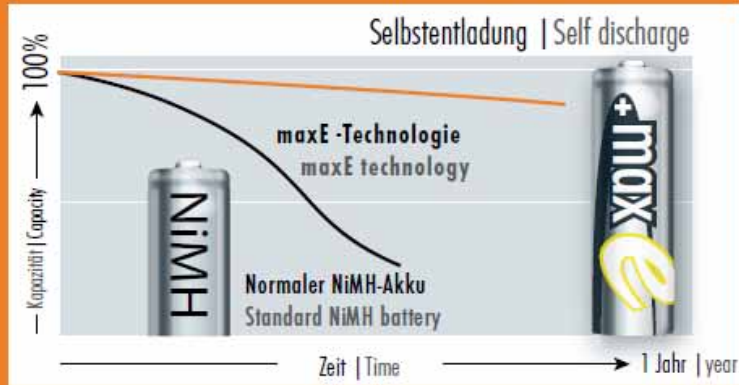 Selbstentladung | Self discharge
100%
Kapazität | Capacity
maxE -Technologie
maxE technology
+ max e
NiMH
Normaler NiMH-Akku
Standard NiMH battery
Zeit | Time
1 Jahr | year